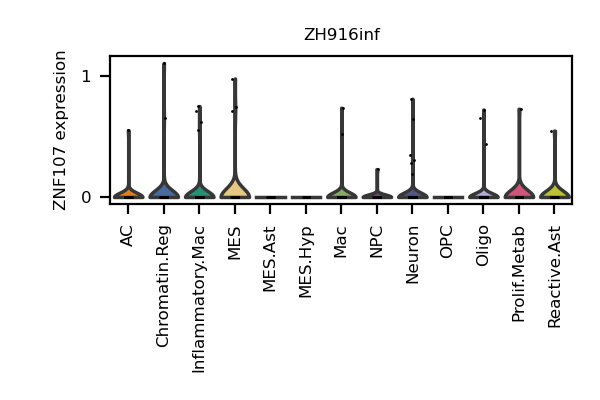 ZH916inf
ZNF107 expression
1
0
AC
Chromatin.Reg
Inflammatory.Mac
MES
MES.Ast
MES.Hyp
Mac
NPC
Neuron
OPC
Oligo
Prolif.Metab
Reactive.Ast